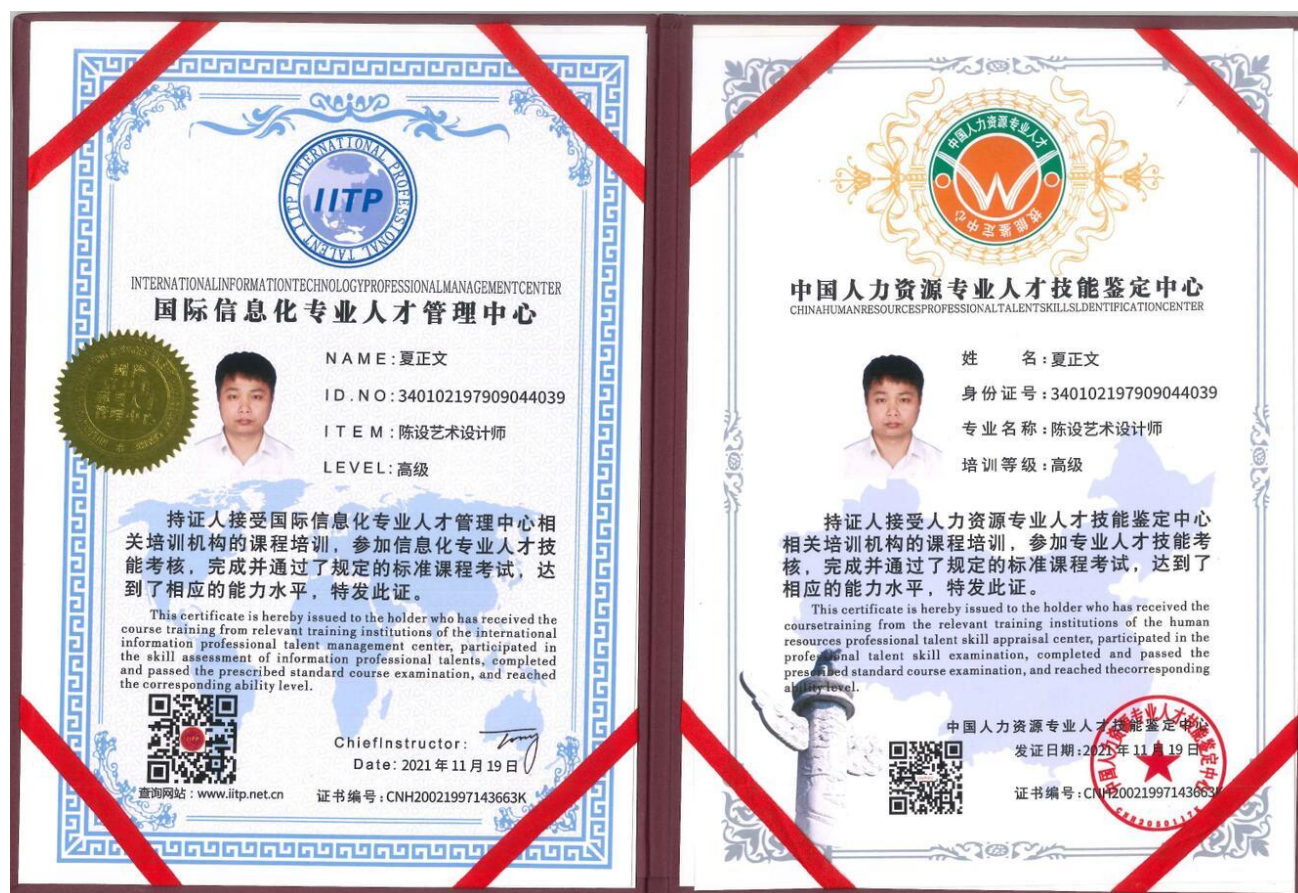 IITP INTERNATIONAL PROFESSIONAL TALENT
IITP
INTERNATIONALINFORMATIONTECHNOLOGYPROFESSIONALMANAGEMENTCENTER
国际信息化专业人才管理中心
NAME:夏正文
ID.NO:340102197909044039
ITEM:陈设艺术设计师
LEVEL:高级
持证人接受国际信息化专业人才管理中心相
关培训机构的课程培训，参加信息化专业人才技
能考核，完成并通过了规定的标准课程考试，达
到了相应的能力水平，特发此证。
This certificate is hereby issued to the holder who has received the
course training from relevant training institutions of the international
information professional talent management center, participated in
the skill assessment of information professional talents, completed
and passed the prescribed standard course examination, and reached
the corresponding ability level.
ChiefInstructor: Tony
Date: 2021年11月19日
查询网站：www.iitp.net.cn
证书编号:CNH20021997143663K
中国人力资源专业人才
技能鉴定中心
中国人力资源专业人才技能鉴定中心
CHINAHUMANRESOURCESPROFESSIONALTALENTSKILLSLDENTIFICATIONCENTER
姓 名:夏正文
身份证号:340102197909044039
专业名称:陈设艺术设计师
培训等级:高级
持证人接受人力资源专业人才技能鉴定中心
相关培训机构的课程培训，参加专业人才技能考
核，完成并通过了规定的标准课程考试，达到了
相应的能力水平，特发此证。
This certificate is hereby issued to the holder who has received the
coursetraining from the relevant training institutions of the human
resources professional talent skill appraisal center, participated in the
professional talent skill examination, completed and passed the
prescribed standard course examination, and reached thecorresponding
ability level.
中国人力资源专业人才技能鉴定中心
发证日期:2021年11月19日
证书编号:CNH20021997143663K
中国人力资源专业人才技能鉴定中心